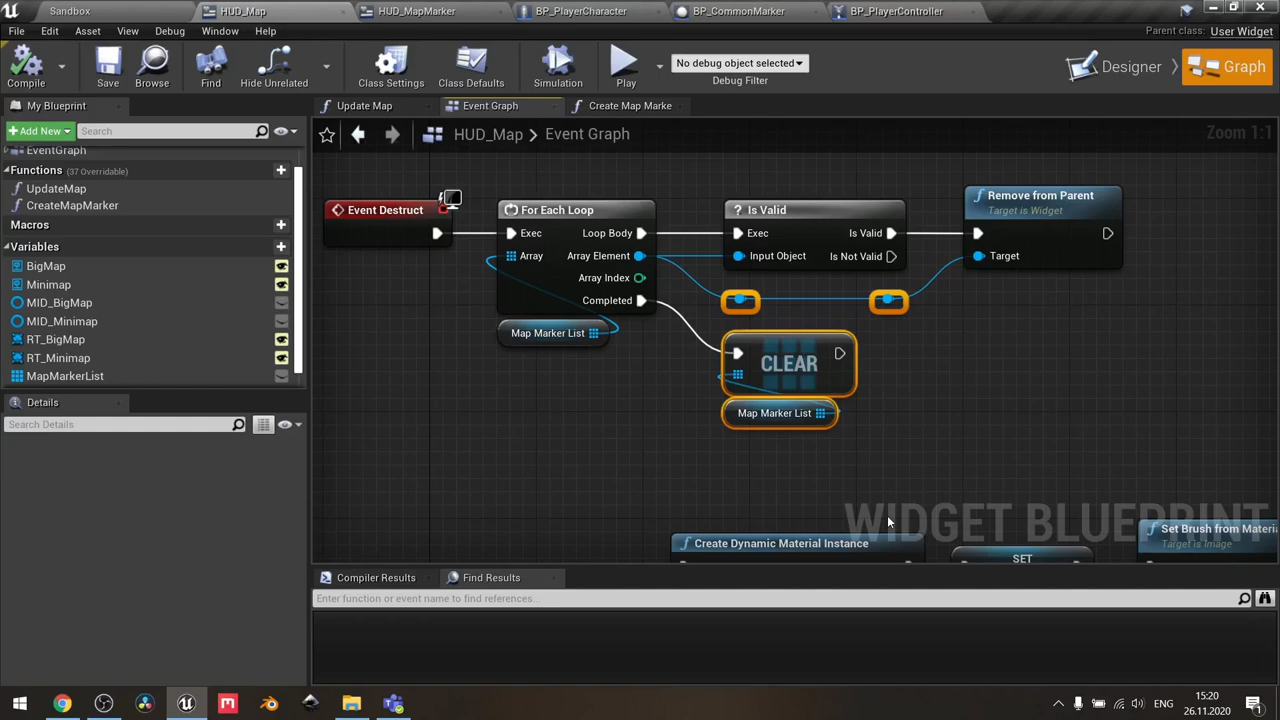 Sandbox
HUD_Map
HUD_MapMarker
BP_PlayerCharacter
BP_CommonMarker
BP_PlayerController
File Edit Asset View Debug Window Help
Parent class: User Widget
Compile
Save
Browse
Find
Hide Unrelated
Class Settings
Class Defaults
Simulation
Play
No debug object selected
Debug Filter
Designer
Graph
My Blueprint
Update Map
Event Graph
Create Map Marke
Add New
Search
HUD_Map > Event Graph
Zoom 1:1
EventGraph
Functions (37 Overridable)
UpdateMap
CreateMapMarker
Macros
Variables
BigMap
Minimap
MID_BigMap
MID_Minimap
RT_BigMap
RT_Minimap
MapMarkerList
Details
Search Details
Event Destruct
For Each Loop
Exec
Loop Body
Array
Array Element
Array Index
Completed
Map Marker List
Is Valid
Exec
Is Valid
Input Object
Is Not Valid
Remove from Parent
Target is Widget
Target
CLEAR
Map Marker List
WIDGET BLUEPRINT
Create Dynamic Material Instance
SET
Set Brush from Materi
Target is Image
Compiler Results
Find Results
Enter function or event name to find references...
ENG
15:20
26.11.2020
1